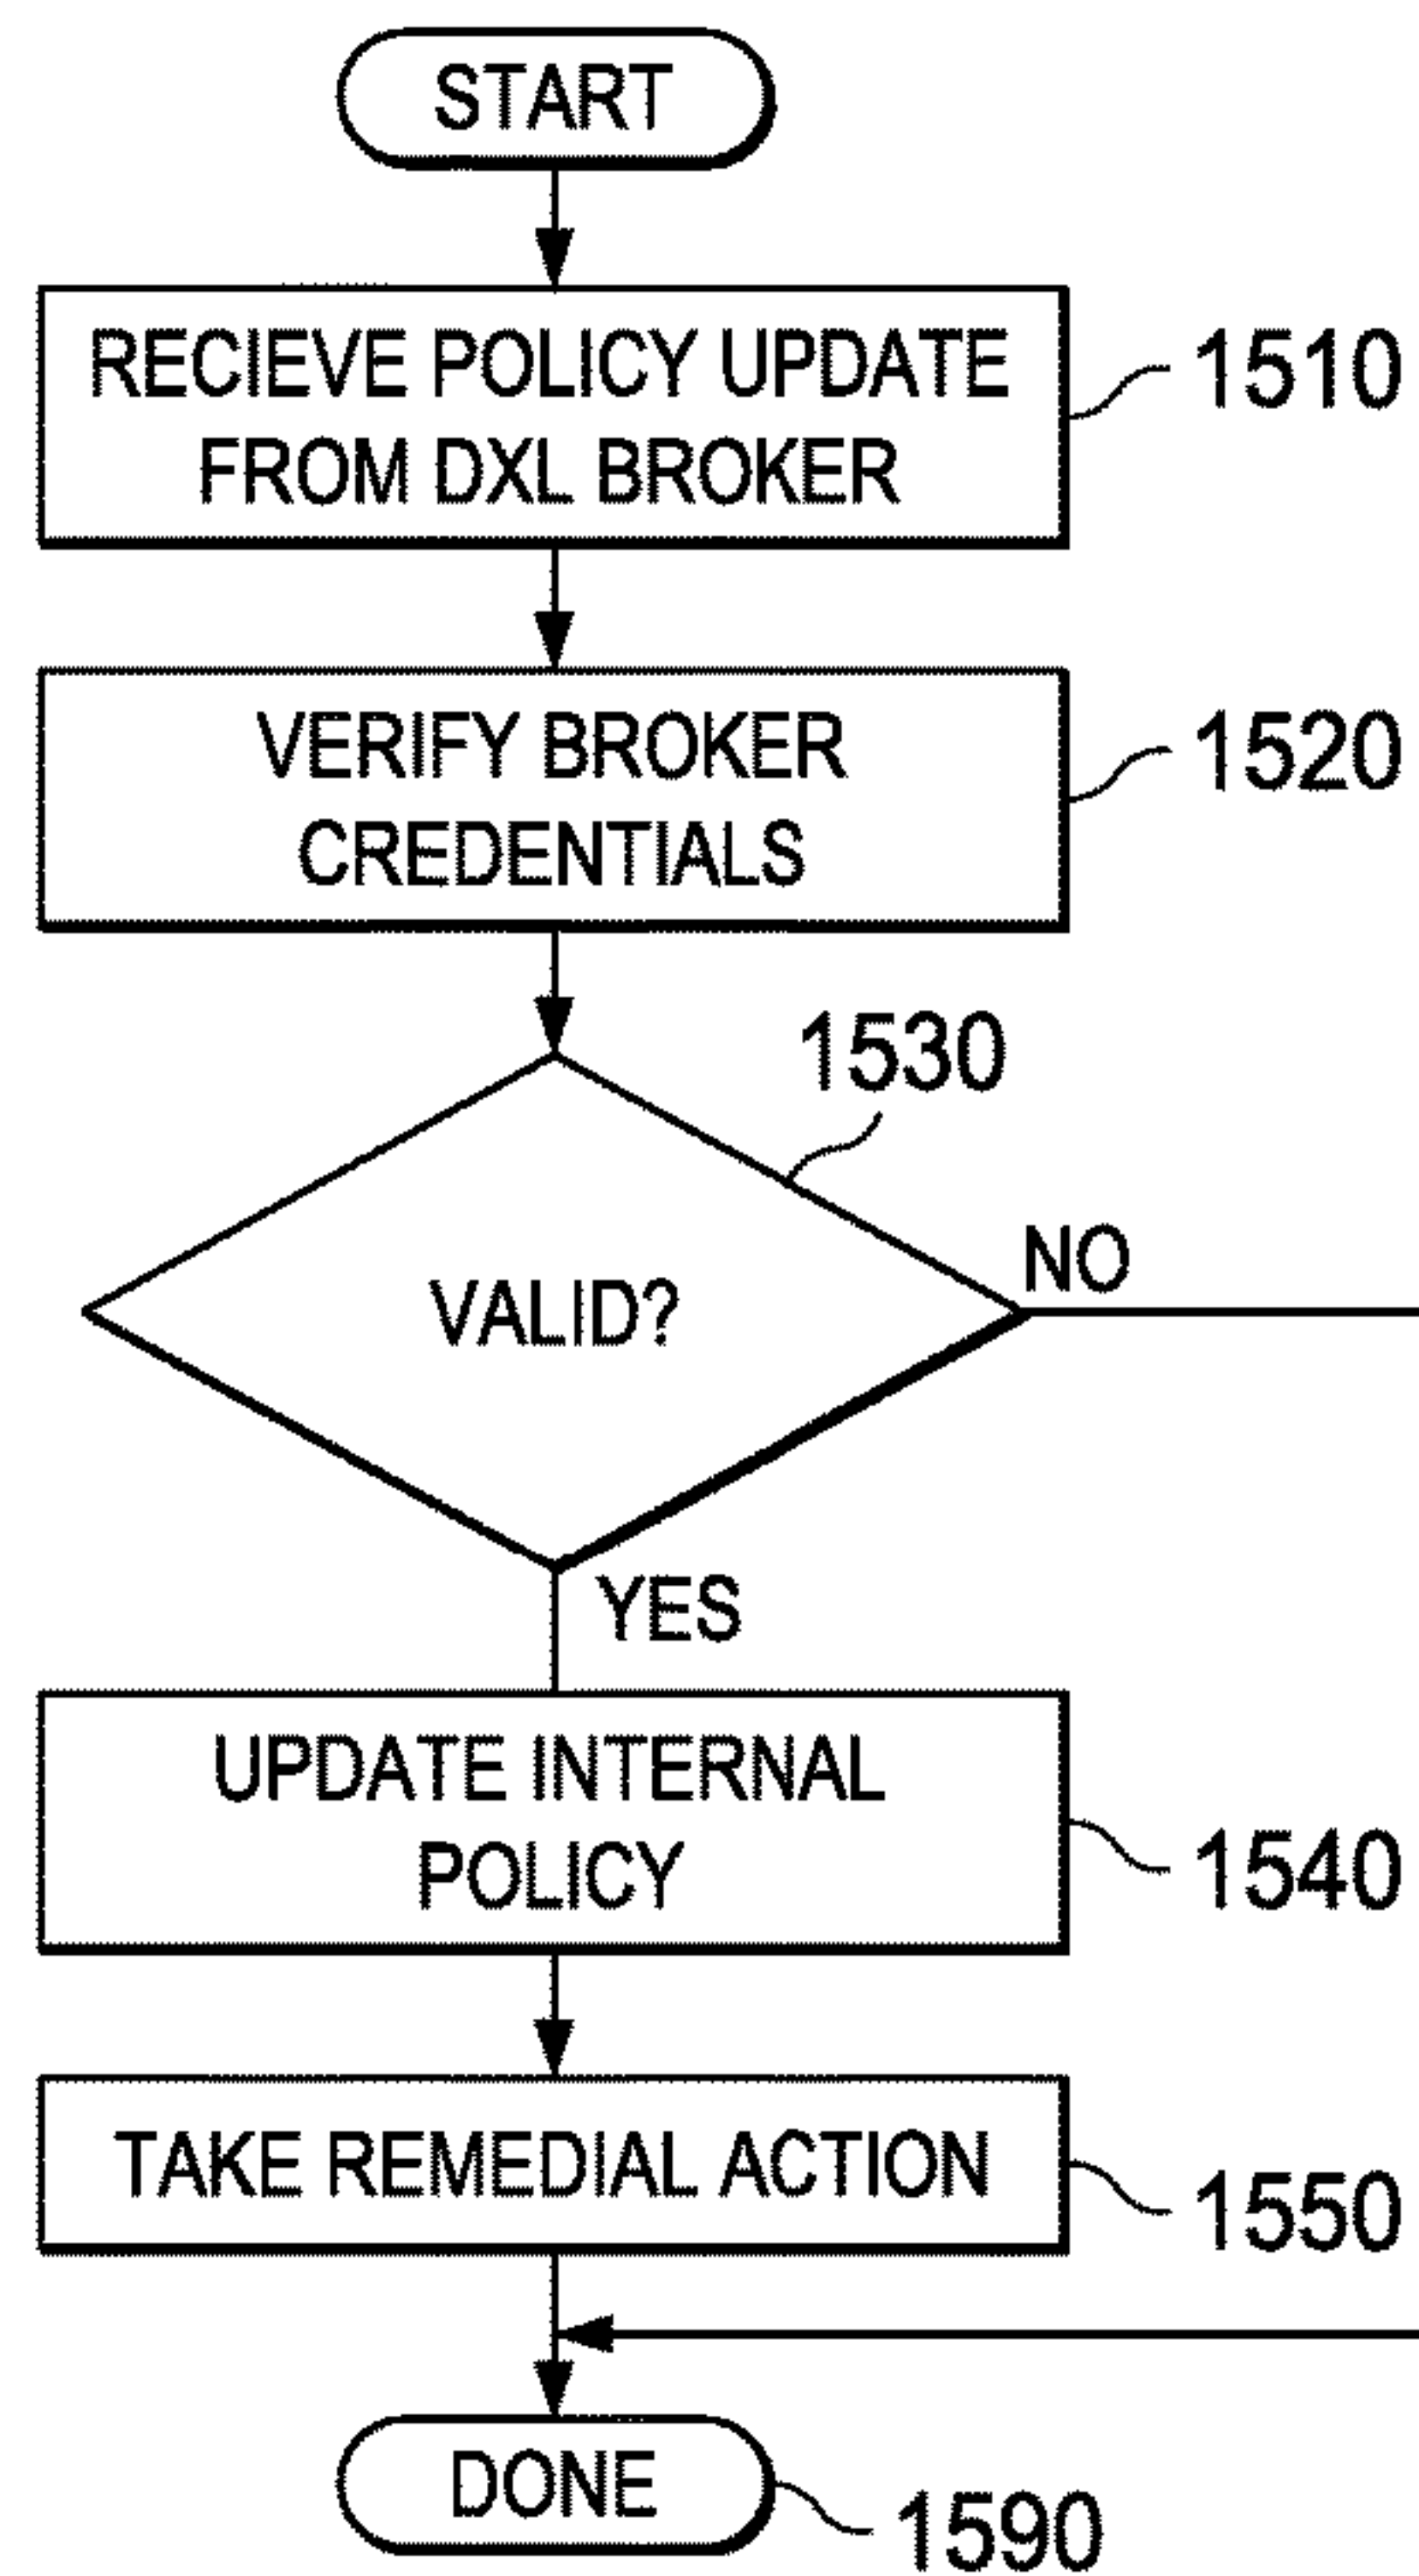 START
RECIEVE POLICY UPDATE
FROM DXL BROKER
1510
VERIFY BROKER
CREDENTIALS
1520
1530
VALID?
NO
YES
UPDATE INTERNAL
POLICY
1540
TAKE REMEDIAL ACTION
1550
DONE
1590